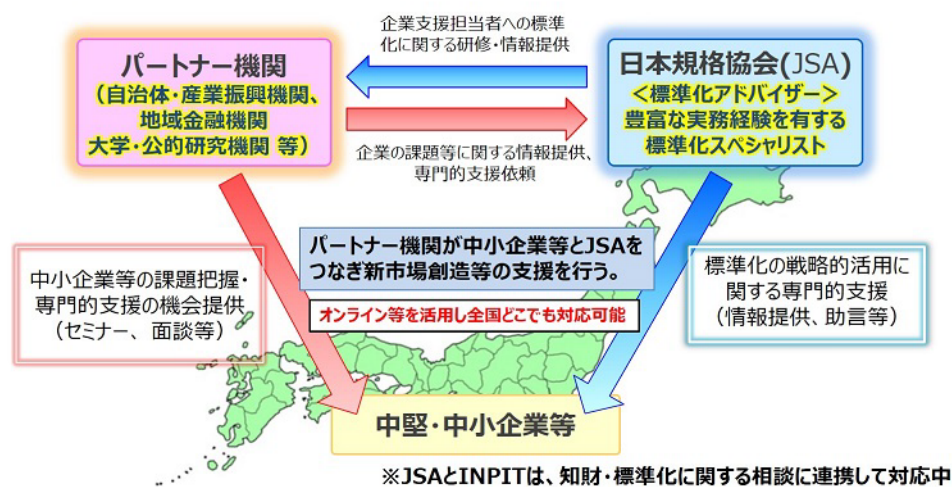 企業支援担当者への標準
化に関する研修・情報提供
パートナー機関
(自治体・産業振興機関、
地域金融機関
大学・公的研究機関 等)
日本規格協会(JSA)
<標準化アドバイザー>
豊富な実務経験を有する
標準化スペシャリスト
企業の課題等に関する情報提供、
専門的支援依頼
パートナー機関が中小企業等とJSAを
つなぎ新市場創造等の支援を行う。
オンライン等を活用し全国どこでも対応可能
中小企業等の課題把握・
専門的支援の機会提供
(セミナー、面談等)
標準化の戦略的活用に
関する専門的支援
(情報提供、助言等)
中堅・中小企業等
※JSAとINPITは、知財・標準化に関する相談に連携して対応中